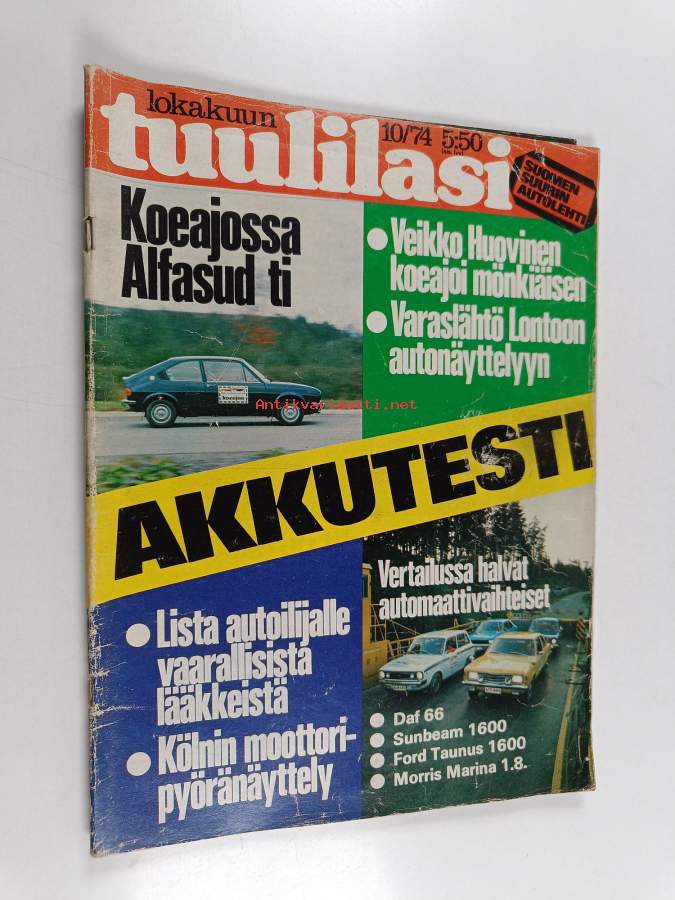 lokakuun
tuulilasi
10/74 5:50
SUOMEN
SUURIN
AUTOLEHTI
Koeajossa
Alfasud ti
koeajaa
Antikvariaatti.net
● Veikko Huovinen
koeajoi mönkiäisen
● Varaslähtö Lontoon
autonäyttelyyn
AKKUTESTI
Vertailussa halvat
automaattivaihteiset
● Daf 66
● Sunbeam 1600
● Ford Taunus 1600
● Morris Marina 1.8.
● Lista autoilijalle
vaarallisista
lääkkeistä
● Kölnin moottori-
pyöränäyttely